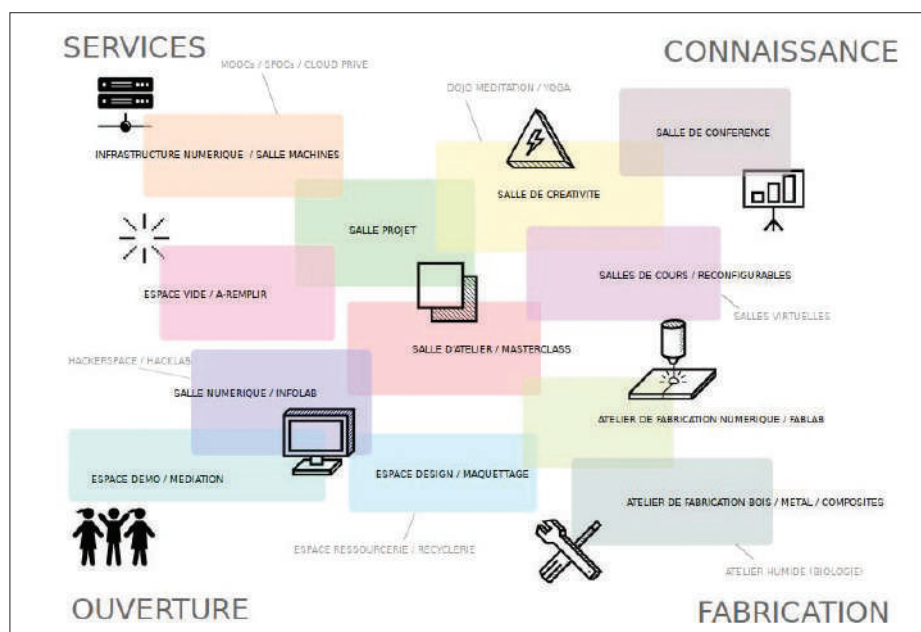 SERVICES
CONNAISSANCE
MOOCs / SPOCs / CLOUD PRIVE
DOJO MEDITATION / YOGA
SALLE DE CONFERENCE
INFRASTRUCTURE NUMERIQUE / SALLE MACHINES
SALLE DE CREATIVITE
SALLE PROJET
SALLES DE COURS / RECONFIGURABLES
ESPACE VIDE / A-REMPLIR
SALLES VIRTUELLES
SALLE D'ATELIER / MASTERCLASS
HACKERSPACE / HACKLAB
SALLE NUMERIQUE / INFOLAB
ATELIER DE FABRICATION NUMERIQUE / FABLAB
ESPACE DEMO / MEDIATION
ESPACE DESIGN / MAQUETTAGE
ATELIER DE FABRICATION BOIS / METAL / COMPOSITES
ESPACE RESSOURCERIE / RECYCLERIE
ATELIER HUMIDE (BIOLOGIE)
OUVERTURE
FABRICATION